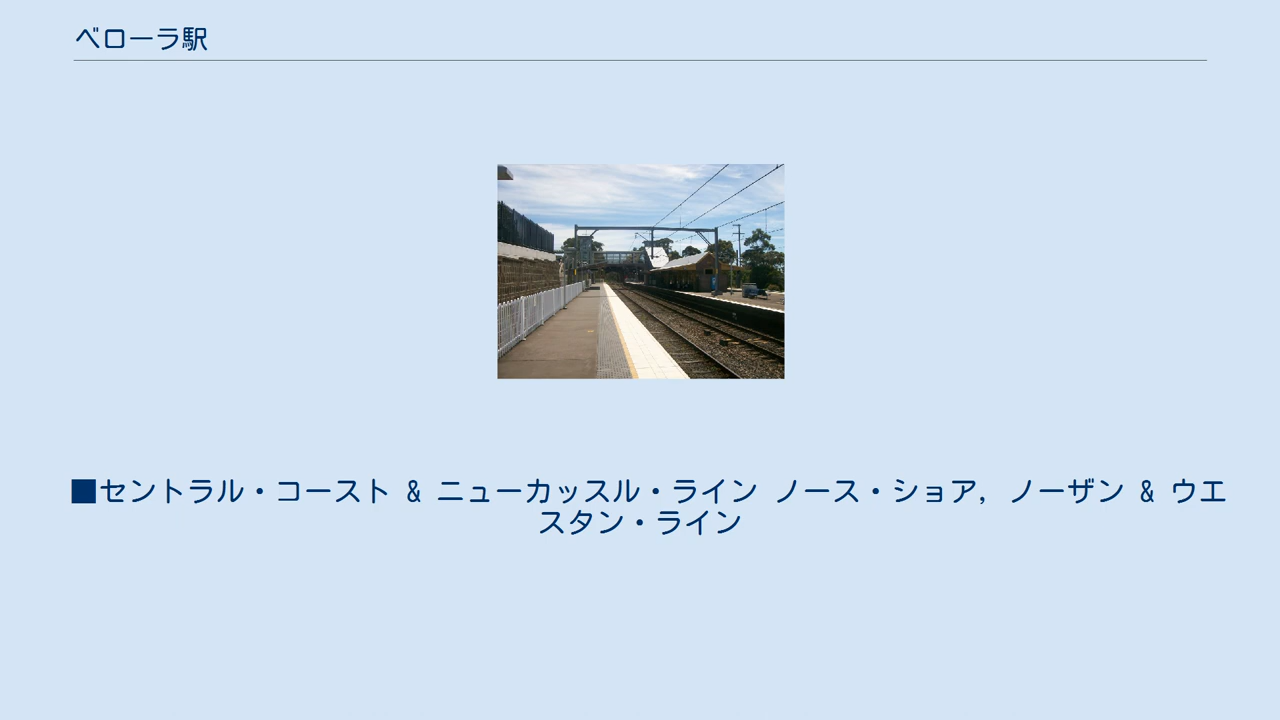 ベローラ駅
■セントラル・コースト & ニューカッスル・ライン ノース・ショア, ノーザン & ウエ
スタン・ライン